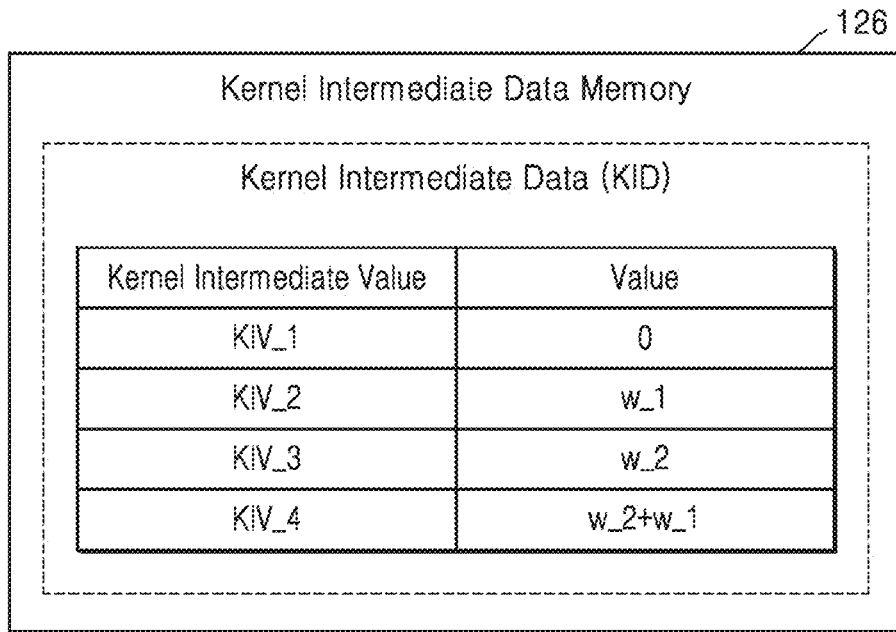 126
Kernel Intermediate Data Memory
Kernel Intermediate Data (KID)
Kernel Intermediate Value Value
KIV_1 0
KIV_2 w_1
KIV_3 w_2
KIV_4 w_2+w_1